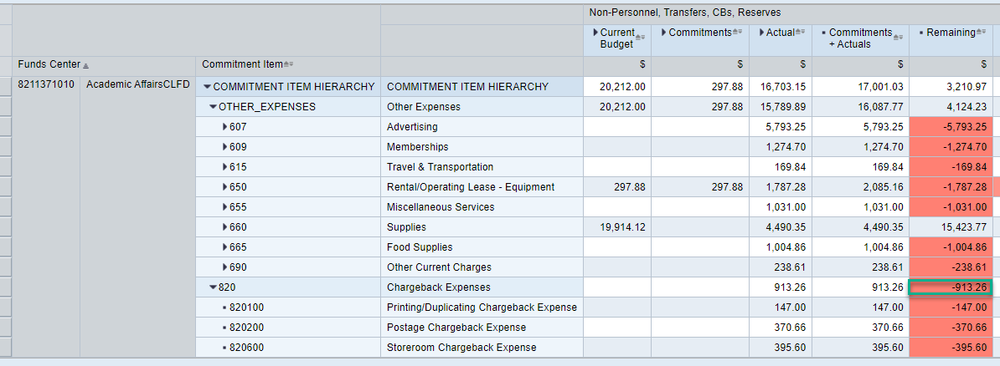 Non-Personnel, Transfers, CBs, Reserves
Current Budget Commitments Actual Commitments + Actuals Remaining
Funds Center Commitment Item $ $ $ $ $
8211371010 Academic AffairsCLFD COMMITMENT ITEM HIERARCHY COMMITMENT ITEM HIERARCHY 20,212.00 297.88 16,703.15 17,001.03 3,210.97
OTHER_EXPENSES Other Expenses 20,212.00 297.88 15,789.89 16,087.77 4,124.23
607 Advertising 5,793.25 5,793.25 -5,793.25
609 Memberships 1,274.70 1,274.70 -1,274.70
615 Travel & Transportation 169.84 169.84 -169.84
650 Rental/Operating Lease - Equipment 297.88 297.88 1,787.28 2,085.16 -1,787.28
655 Miscellaneous Services 1,031.00 1,031.00 -1,031.00
660 Supplies 19,914.12 4,490.35 4,490.35 15,423.77
665 Food Supplies 1,004.86 1,004.86 -1,004.86
690 Other Current Charges 238.61 238.61 -238.61
820 Chargeback Expenses 913.26 913.26 -913.26
820100 Printing/Duplicating Chargeback Expense 147.00 147.00 -147.00
820200 Postage Chargeback Expense 370.66 370.66 -370.66
820600 Storeroom Chargeback Expense 395.60 395.60 -395.60